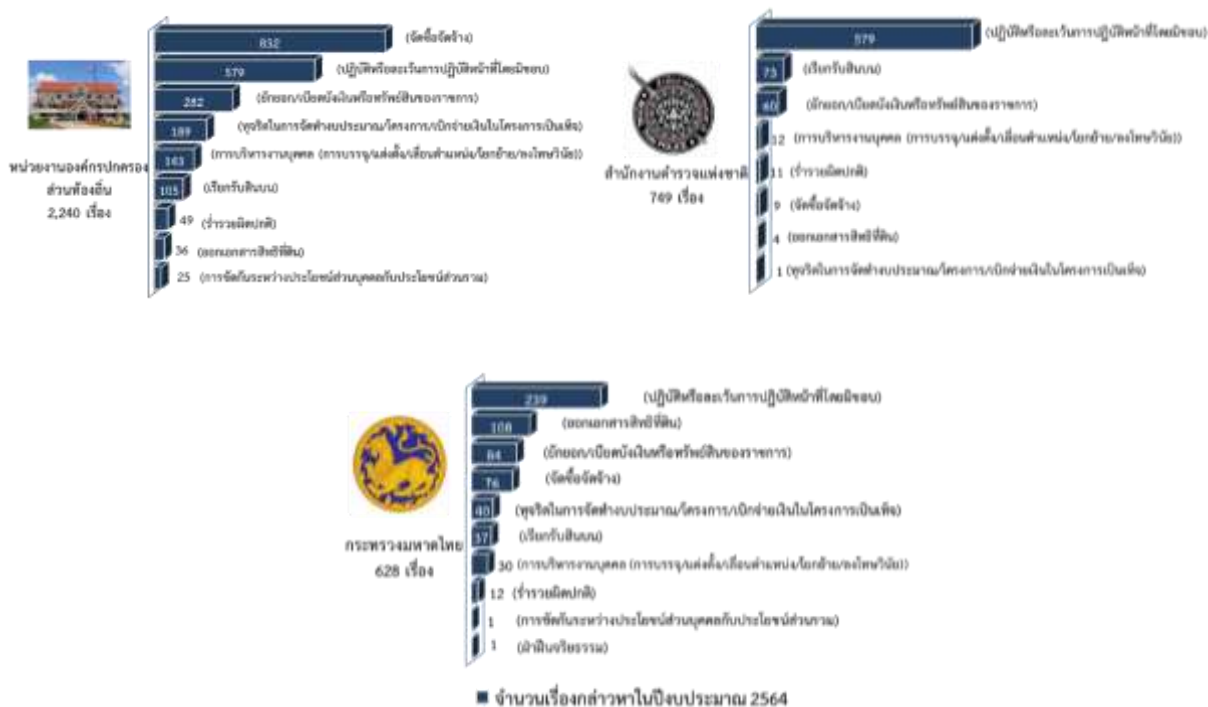 หน่วยงานองค์กรปกครอง
ส่วนท้องถิ่น
2,240 เรื่อง
832 (จัดซื้อจัดจ้าง)
579 (ปฏิบัติหรือละเว้นการปฏิบัติหน้าที่โดยมิชอบ)
282 (ยักยอก/เบียดบังเงินหรือทรัพย์สินของราชการ)
189 (ทุจริตในการจัดทำงบประมาณ/โครงการ/เบิกจ่ายเงินในโครงการเป็นเท็จ)
163 (การบริหารงานบุคคล (การบรรจุ/แต่งตั้ง/เลื่อนตำแหน่ง/โยกย้าย/ลงโทษวินัย))
105 (เรียกรับสินบน)
49 (ร่ำรวยผิดปกติ)
36 (ออกเอกสารสิทธิที่ดิน)
25 (การขัดกันระหว่างประโยชน์ส่วนบุคคลกับประโยชน์ส่วนรวม)
POLICE
สำนักงานตำรวจแห่งชาติ
749 เรื่อง
579 (ปฏิบัติหรือละเว้นการปฏิบัติหน้าที่โดยมิชอบ)
73 (เรียกรับสินบน)
60 (ยักยอก/เบียดบังเงินหรือทรัพย์สินของราชการ)
12 (การบริหารงานบุคคล (การบรรจุ/แต่งตั้ง/เลื่อนตำแหน่ง/โยกย้าย/ลงโทษวินัย))
11 (ร่ำรวยผิดปกติ)
9 (จัดซื้อจัดจ้าง)
4 (ออกเอกสารสิทธิที่ดิน)
1 (ทุจริตในการจัดทำงบประมาณ/โครงการ/เบิกจ่ายเงินในโครงการเป็นเท็จ)
กระทรวงมหาดไทย
628 เรื่อง
239 (ปฏิบัติหรือละเว้นการปฏิบัติหน้าที่โดยมิชอบ)
108 (ออกเอกสารสิทธิที่ดิน)
84 (ยักยอก/เบียดบังเงินหรือทรัพย์สินของราชการ)
76 (จัดซื้อจัดจ้าง)
40 (ทุจริตในการจัดทำงบประมาณ/โครงการ/เบิกจ่ายเงินในโครงการเป็นเท็จ)
37 (เรียกรับสินบน)
30 (การบริหารงานบุคคล (การบรรจุ/แต่งตั้ง/เลื่อนตำแหน่ง/โยกย้าย/ลงโทษวินัย))
12 (ร่ำรวยผิดปกติ)
1 (การขัดกันระหว่างประโยชน์ส่วนบุคคลกับประโยชน์ส่วนรวม)
1 (ฝ่าฝืนจริยธรรม)
จำนวนเรื่องกล่าวหาในปีงบประมาณ 2564